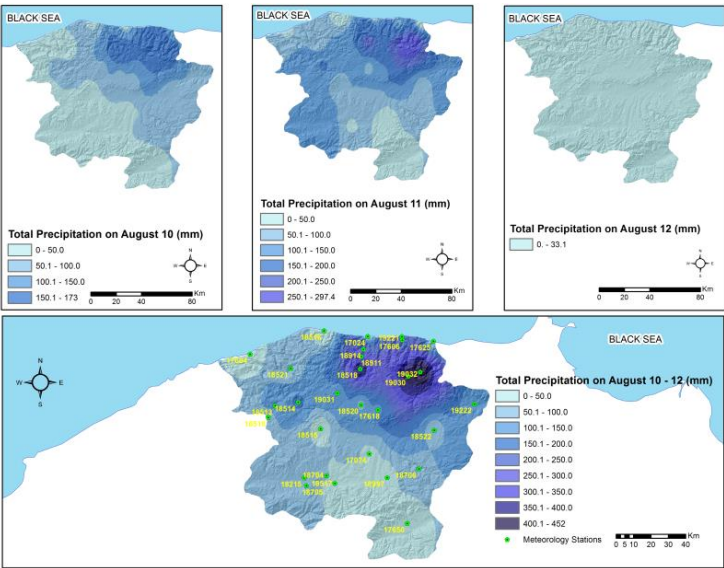 BLACK SEA
Total Precipitation on August 10 (mm)
0 - 50.0
50.1 - 100.0
100.1 - 150.0
150.1 - 173
N
W E
S
0 20 40 80
Km
BLACK SEA
Total Precipitation on August 11 (mm)
0 - 50.0
50.1 - 100.0
100.1 - 150.0
150.1 - 200.0
200.1 - 250.0
250.1 - 297.4
N
W E
S
0 20 40 80
Km
BLACK SEA
Total Precipitation on August 12 (mm)
0. - 33.1
N
W E
S
0 20 40 80
Km
BLACK SEA
N
W E
S
17024
17625
18911
18518
19032
19030
18521
19031
18514
18520
17618
19222
18522
18515
18794
18216
17650
Total Precipitation on August 10 - 12 (mm)
0 - 50.0
50.1 - 100.0
100.1 - 150.0
150.1 - 200.0
200.1 - 250.0
250.1 - 300.0
300.1 - 350.0
350.1 - 400.0
400.1 - 452
Meteorology Stations
0 5 10 20 30 40
Km